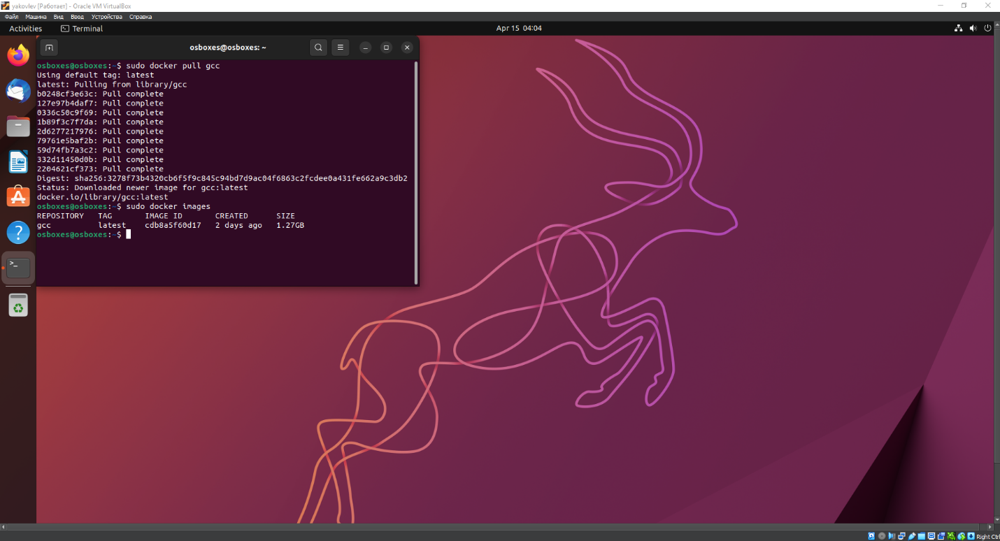 yakovlev [Работает] - Oracle VM VirtualBox
Файл Машина Вид Ввод Устройства Справка
Activities Terminal Apr 15 04:04
osboxes@osboxes: ~
osboxes@osboxes:~$ sudo docker pull gcc
Using default tag: latest
latest: Pulling from library/gcc
b0248cf3e63c: Pull complete
127e97b4daf7: Pull complete
0336c50c9f69: Pull complete
1b89f3c7f7da: Pull complete
2d6277217976: Pull complete
79761e5baf2b: Pull complete
59d74fb7a3c2: Pull complete
332d11450d0b: Pull complete
2204621cf373: Pull complete
Digest: sha256:3278f73b4320cb6f5f9c845c94bd7d9ac04f6863c2fcdee0a431fe662a9c3db2
Status: Downloaded newer image for gcc:latest
docker.io/library/gcc:latest
osboxes@osboxes:~$ sudo docker images
REPOSITORY TAG IMAGE ID CREATED SIZE
gcc latest cdb8a5f60d17 2 days ago 1.27GB
osboxes@osboxes:~$
Right Ctrl